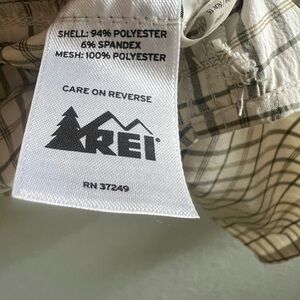 SHELL: 94% POLYESTER
6% SPANDEX
MESH: 100% POLYESTER
CARE ON REVERSE
REI
RN 37249